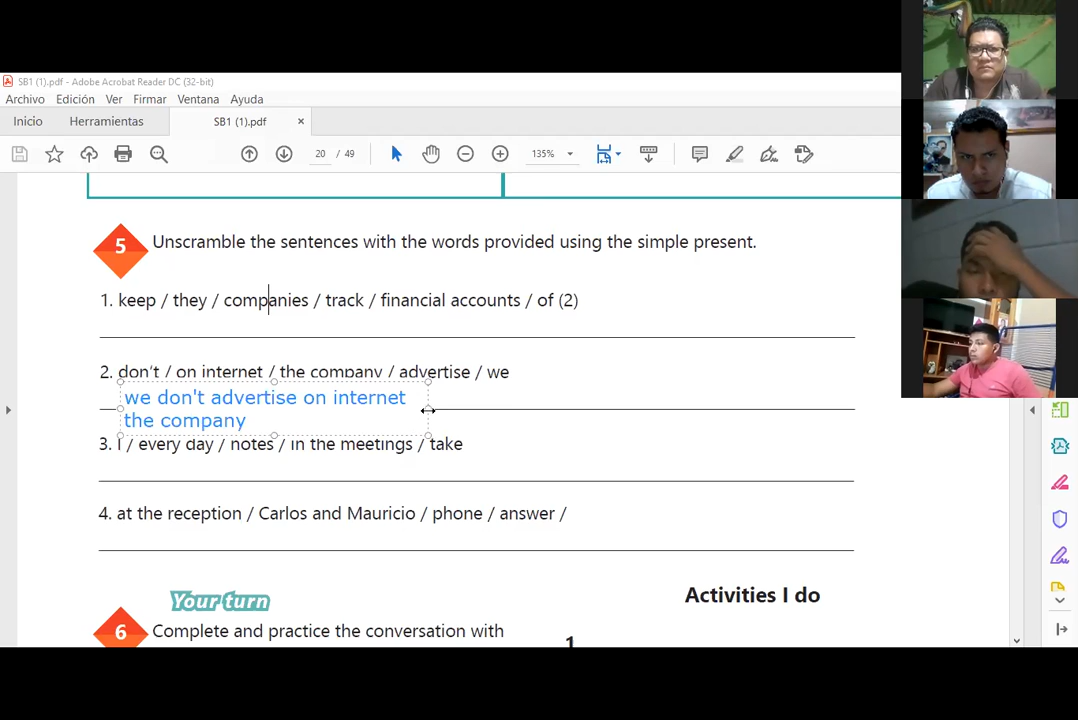 SB1 (1).pdf - Adobe Acrobat Reader DC (32-bit)
Archivo Edición Ver Firmar Ventana Ayuda
Inicio Herramientas SB1 (1).pdf ×
20 / 49 135%
5 Unscramble the sentences with the words provided using the simple present.
1. keep / they / companies / track / financial accounts / of (2)
2. don't / on internet / the company / advertise / we
we don't advertise on internet
the company
3. I / every day / notes / in the meetings / take
4. at the reception / Carlos and Mauricio / phone / answer /
Your turn
Activities I do
6 Complete and practice the conversation with
1